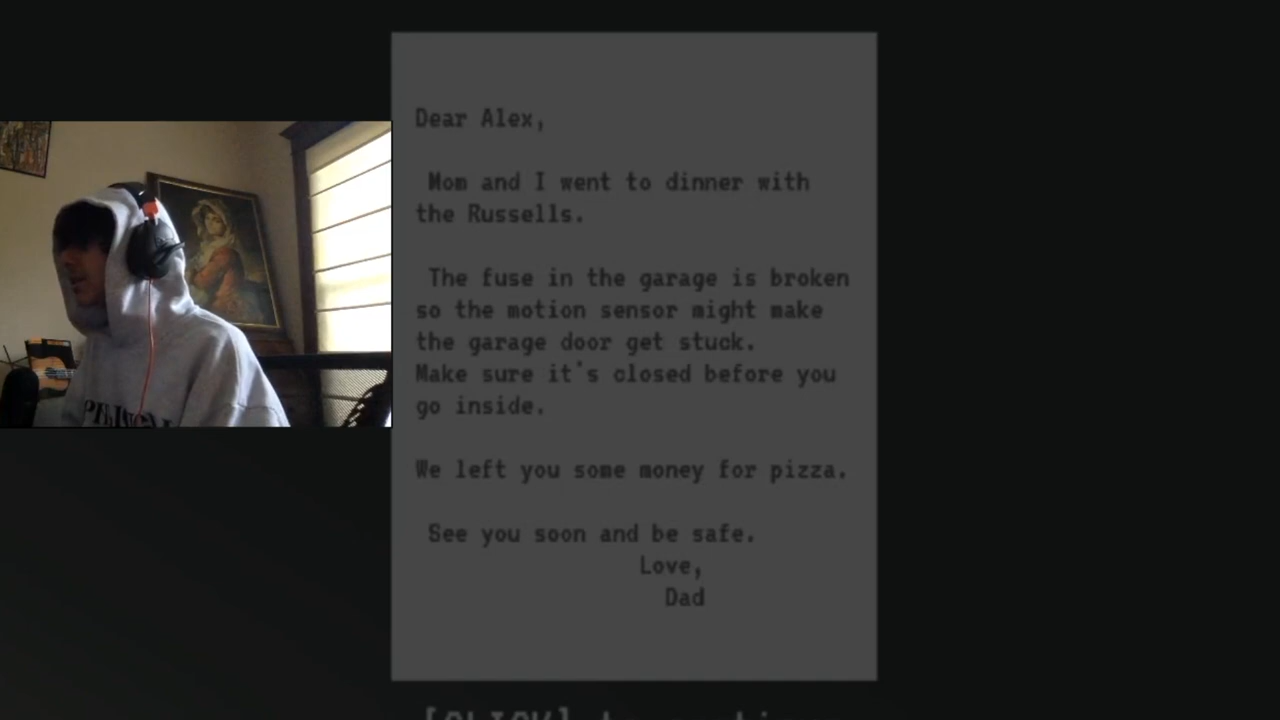 Dear Alex,
Mom and I went to dinner with
the Russells.
The fuse in the garage is broken
so the motion sensor might make
the garage door get stuck.
Make sure it's closed before you
go inside.
We left you some money for pizza.
See you soon and be safe.
Love,
Dad